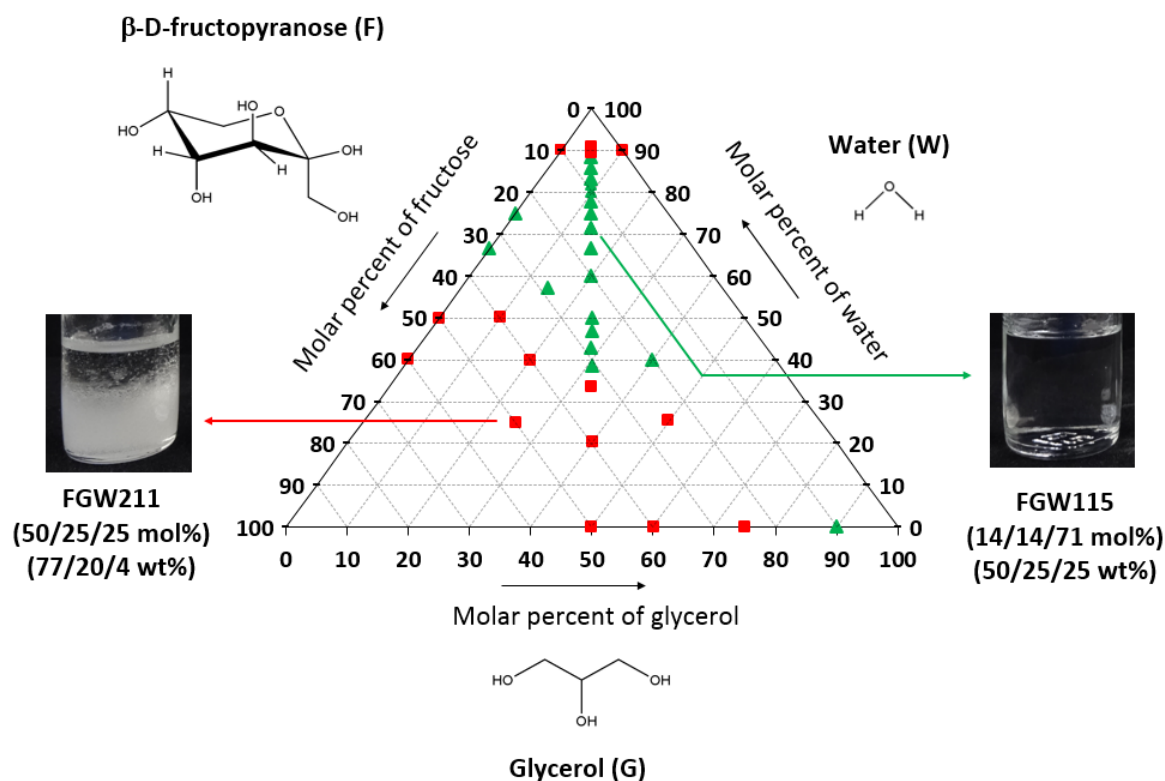 β-D-fructopyranose (F)
H
HO
O
HO
H
OH
H
OH
OH
Water (W)
O
H
H
Molar percent of fructose
Molar percent of water
0 100
10 90
20 80
30 70
40 60
50 50
60 40
70 30
80 20
90 10
100 0
0 10 20 30 40 50 60 70 80 90 100
Molar percent of glycerol
FGW211
(50/25/25 mol%)
(77/20/4 wt%)
FGW115
(14/14/71 mol%)
(50/25/25 wt%)
HO
OH
OH
Glycerol (G)